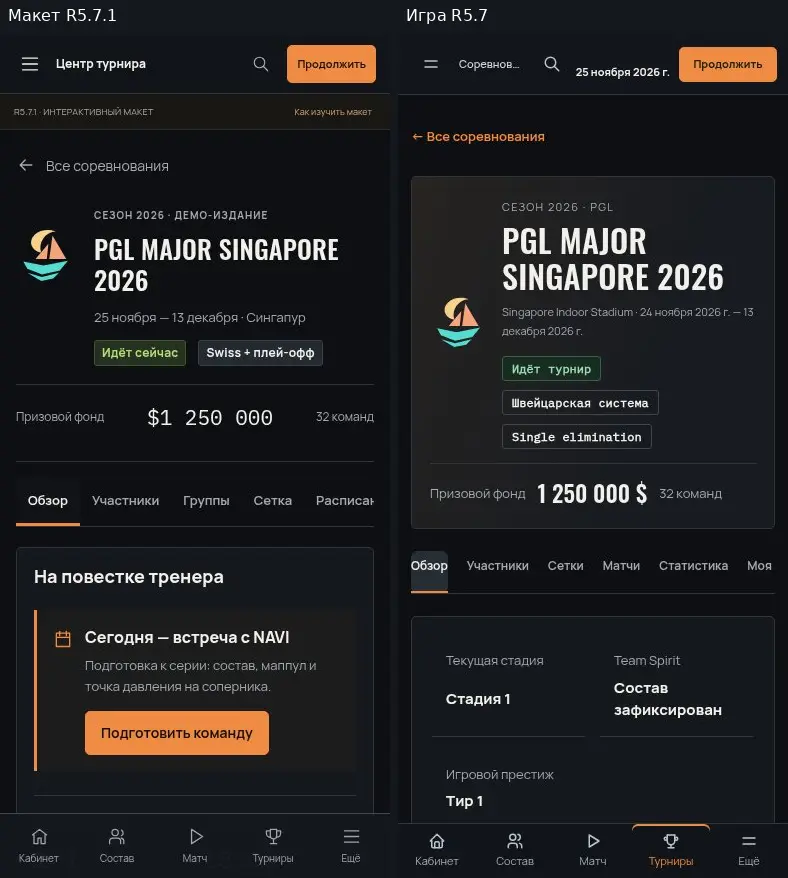 Макет R5.7.1
Центр турнира
Продолжить
R5.7.1 · ИНТЕРАКТИВНЫЙ МАКЕТ
Как изучить макет
← Все соревнования
СЕЗОН 2026 · ДЕМО-ИЗДАНИЕ
PGL MAJOR SINGAPORE
2026
25 ноября — 13 декабря · Сингапур
Идёт сейчас
Swiss + плей-офф
Призовой фонд
$1 250 000
32 команд
Обзор
Участники
Группы
Сетка
Расписан
На повестке тренера
Сегодня — встреча с NAVI
Подготовка к серии: состав, маппул и
точка давления на соперника.
Подготовить команду
Кабинет
Состав
Матч
Турниры
Ещё
Игра R5.7
Соревнов...
25 ноября 2026 г.
Продолжить
← Все соревнования
СЕЗОН 2026 · PGL
PGL MAJOR
SINGAPORE 2026
Singapore Indoor Stadium · 24 ноября 2026 г. — 13
декабря 2026 г.
Идёт турнир
Швейцарская система
Single elimination
Призовой фонд
1 250 000 $
32 команд
Обзор
Участники
Сетки
Матчи
Статистика
Моя
Текущая стадия
Стадия 1
Team Spirit
Состав
зафиксирован
Игровой престиж
Тир 1
Кабинет
Состав
Матч
Турниры
Ещё